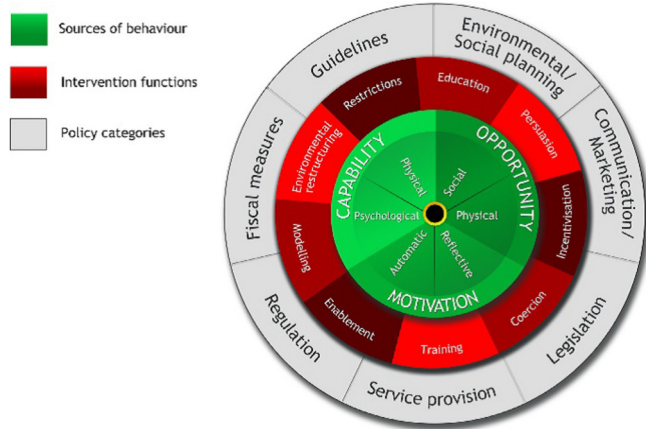 Sources of behaviour
Intervention functions
Policy categories
Guidelines
Environmental/
Social planning
Communication/
Marketing
Legislation
Service provision
Regulation
Fiscal measures
Restrictions
Education
Persuasion
Incentivisation
Coercion
Training
Enablement
Modelling
Environmental
restructuring
CAPABILITY
OPPORTUNITY
MOTIVATION
Physical
Social
Psychological
Physical
Automatic
Reflective